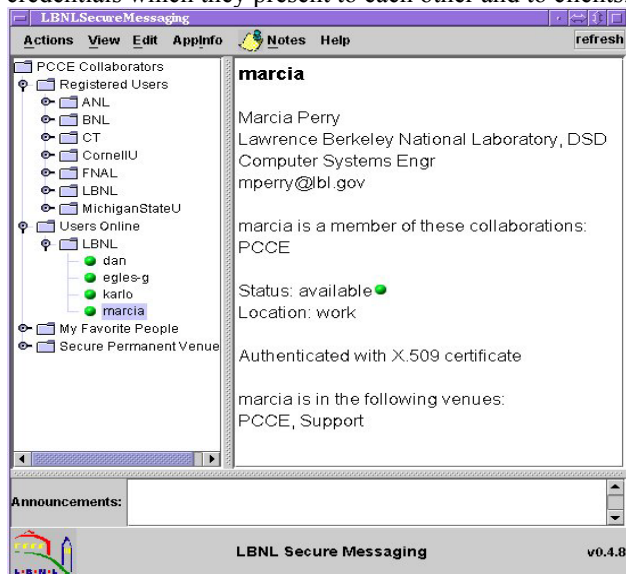 credentials which they present to each other and to clients.
LBNLSecureMessaging
Actions View Edit AppInfo Notes Help refresh
PCCE Collaborators
Registered Users
ANL
BNL
CT
CornellU
FNAL
LBNL
MichiganStateU
Users Online
LBNL
dan
egles-g
karlo
marcia
My Favorite People
Secure Permanent Venue
marcia
Marcia Perry
Lawrence Berkeley National Laboratory, DSD
Computer Systems Engr
mperry@lbl.gov
marcia is a member of these collaborations:
PCCE
Status: available
Location: work
Authenticated with X.509 certificate
marcia is in the following venues:
PCCE, Support
Announcements:
L·B·N·L
LBNL Secure Messaging
v0.4.8